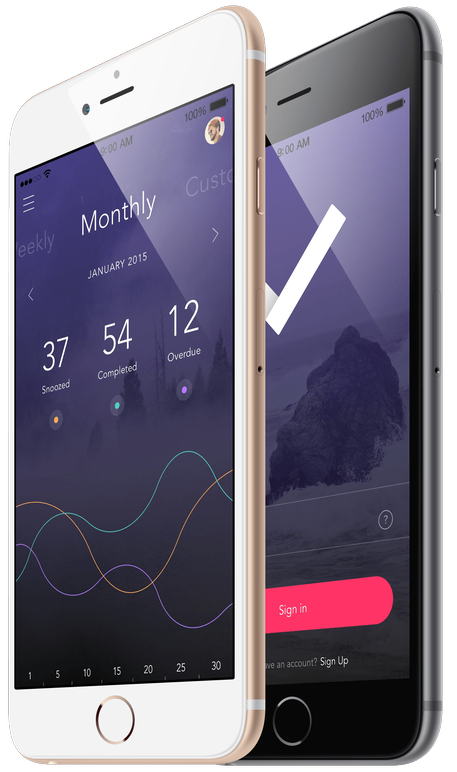 100%
9:00 AM
Monthly
Custo
eekly
JANUARY 2015
37
Snoozed
54
Completed
12
Overdue
1 5 10 15 20 25 30
100%
9:00 AM
?
Sign in
ave an account? Sign Up